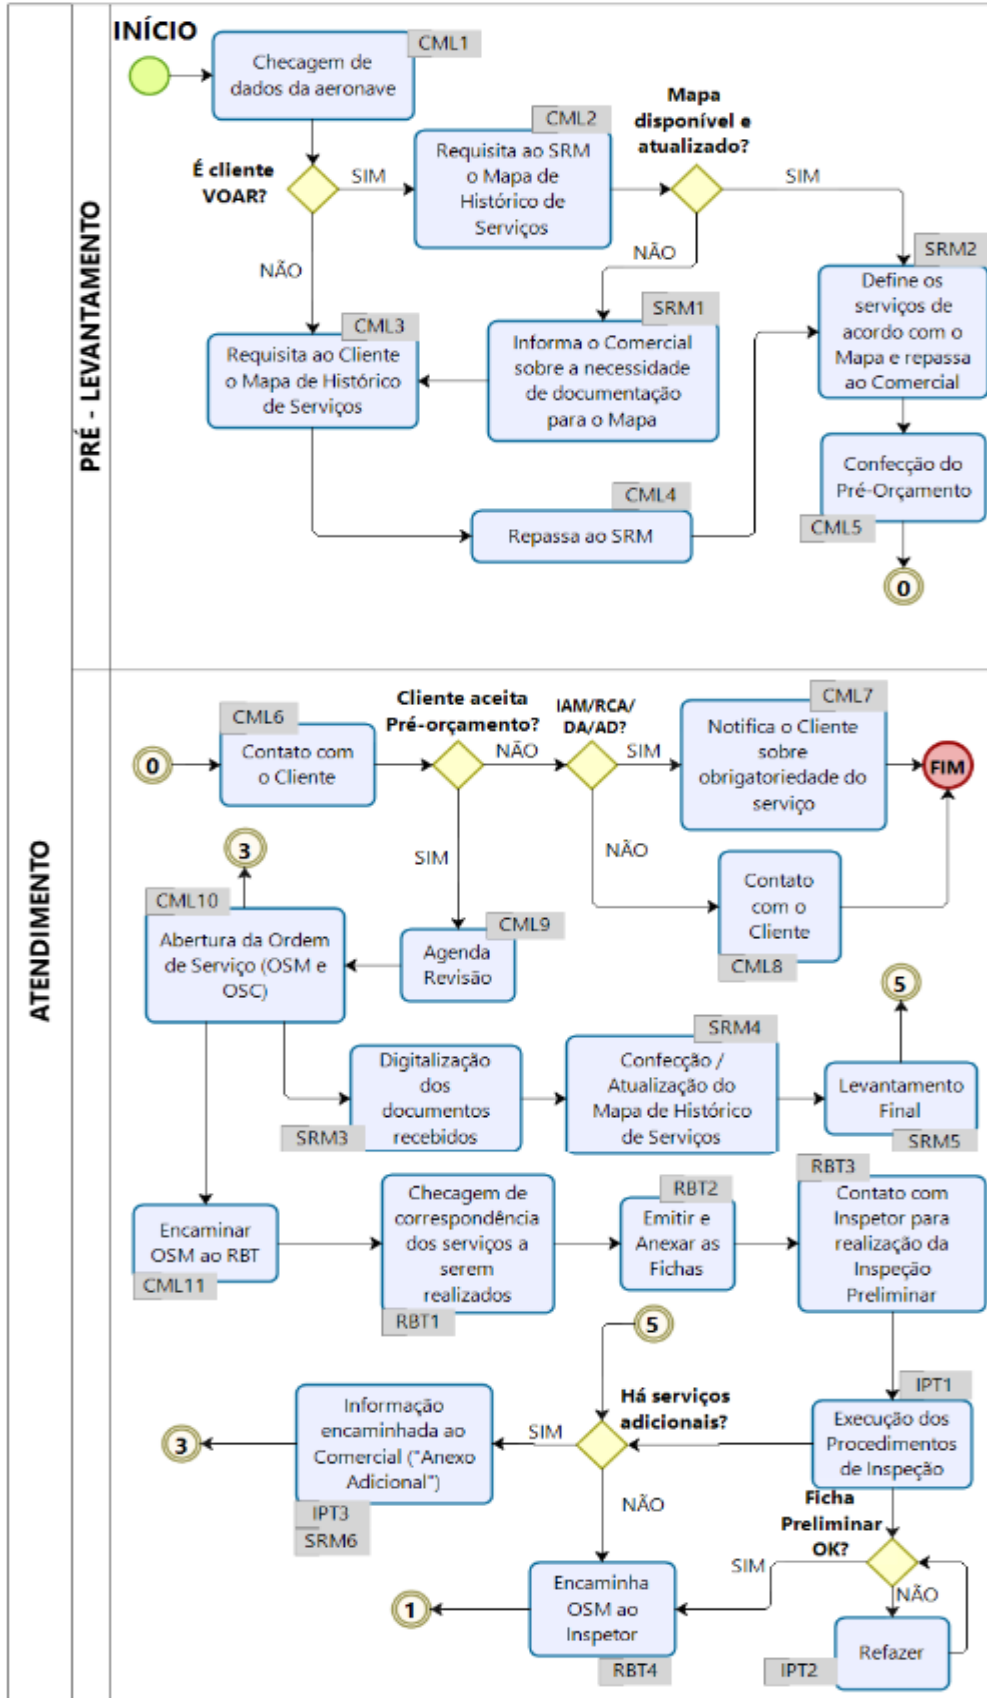 INÍCIO
CML1
Checagem de
dados da aeronave
É cliente
VOAR?
SIM
NÃO
CML2
Requisita ao SRM
o Mapa de
Histórico de
Serviços
Mapa
disponível e
atualizado?
SIM
NÃO
SRM2
Define os
serviços de
acordo com o
Mapa e repassa
ao Comercial
CML3
Requisita ao Cliente
o Mapa de Histórico
de Serviços
SRM1
Informa o Comercial
sobre a necessidade
de documentação
para o Mapa
CML4
Repassa ao SRM
Confecção do
Pré-Orçamento
CML5
0
PRÉ - LEVANTAMENTO
ATENDIMENTO
0
CML6
Contato com
o Cliente
Cliente aceita
Pré-orçamento?
NÃO
SIM
IAM/RCA/
DA/AD?
SIM
NÃO
CML7
Notifica o Cliente
sobre
obrigatoriedade do
serviço
FIM
Contato
com o
Cliente
CML8
3
CML10
Abertura da Ordem
de Serviço (OSM e
OSC)
CML9
Agenda
Revisão
5
Digitalização
dos
documentos
recebidos
SRM3
SRM4
Confecção /
Atualização do
Mapa de Histórico
de Serviços
Levantamento
Final
SRM5
Encaminar
OSM ao RBT
CML11
Checagem de
correspondência
dos serviços a
serem
realizados
RBT1
RBT2
Emitir e
Anexar as
Fichas
RBT3
Contato com
Inspetor para
realização da
Inspeção
Preliminar
5
Há serviços
adicionais?
SIM
NÃO
3
Informação
encaminhada ao
Comercial ("Anexo
Adicional")
IPT3
SRM6
IPT1
Execução dos
Procedimentos
de Inspeção
Ficha
Preliminar
OK?
SIM
NÃO
1
Encaminha
OSM ao
Inspetor
RBT4
Refazer
IPT2